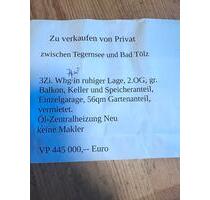 Zu verkaufen von Privat
zwischen Tegernsee und Bad Tölz
3Zi. Whg in ruhiger Lage, 2.OG, gr.
Balkon, Keller und Speicheranteil,
Einzelgarage, 56qm Gartenanteil,
vermietet.
Öl-Zentralheizung Neu
keine Makler
VP 445 000,-- Euro